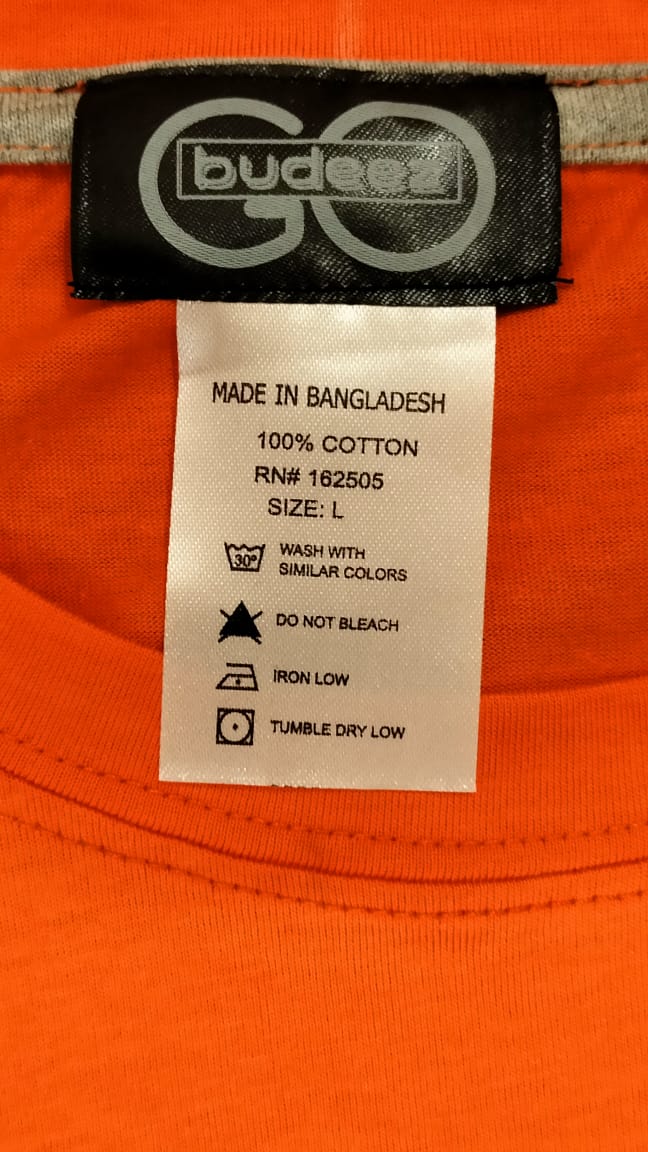 GO
budeez
MADE IN BANGLADESH
100% COTTON
RN# 162505
SIZE: L
30°
WASH WITH
SIMILAR COLORS
DO NOT BLEACH
IRON LOW
TUMBLE DRY LOW